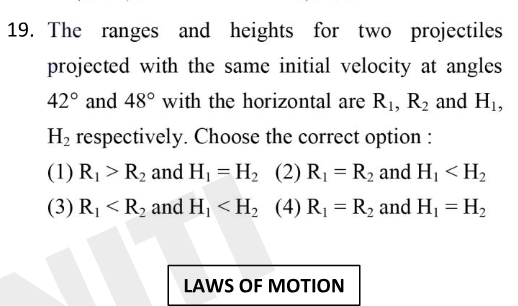 19. The ranges and heights for two projectiles
projected with the same initial velocity at angles
42° and 48° with the horizontal are R₁, R₂ and H₁,
H₂ respectively. Choose the correct option :
(1) R₁ > R₂ and H₁ = H₂ (2) R₁ = R₂ and H₁ < H₂
(3) R₁ < R₂ and H₁ < H₂ (4) R₁ = R₂ and H₁ = H₂
LAWS OF MOTION